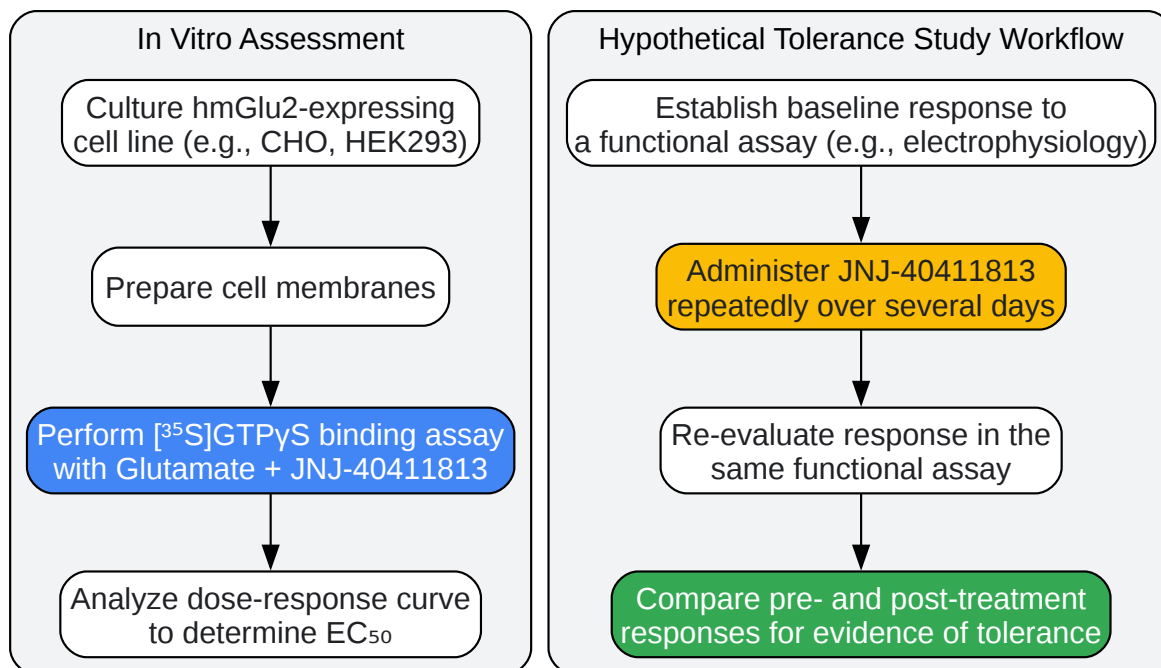 In Vitro Assessment
Culture hmGlu2-expressing
cell line (e.g., CHO, HEK293)
Prepare cell membranes
Perform [³⁵S]GTPγS binding assay
with Glutamate + JNJ-40411813
Analyze dose-response curve
to determine EC₅₀
Hypothetical Tolerance Study Workflow
Establish baseline response to
a functional assay (e.g., electrophysiology)
Administer JNJ-40411813
repeatedly over several days
Re-evaluate response in the
same functional assay
Compare pre- and post-treatment
responses for evidence of tolerance